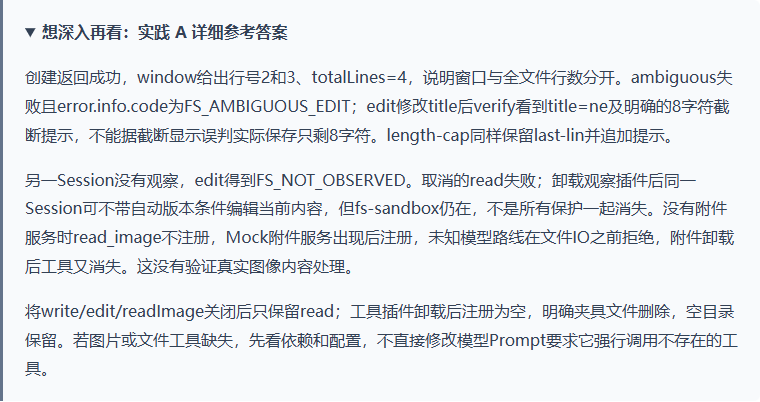 ▼ 想深入再看：实践 A 详细参考答案
创建返回成功，window给出行号2和3、totalLines=4，说明窗口与全文件行数分开。ambiguous失
败且error.info.code为FS_AMBIGUOUS_EDIT；edit修改title后verify看到title=ne及明确的8字符截
断提示，不能据截断显示误判实际保存只剩8字符。length-cap同样保留last-lin并追加提示。
另一Session没有观察，edit得到FS_NOT_OBSERVED。取消的read失败；卸载观察插件后同一
Session可不带自动版本条件编辑当前内容，但fs-sandbox仍在，不是所有保护一起消失。没有附件
服务时read_image不注册，Mock附件服务出现后注册，未知模型路线在文件IO之前拒绝，附件卸载
后工具又消失。这没有验证真实图像内容处理。
将write/edit/readImage关闭后只保留read；工具插件卸载后注册为空，明确夹具文件删除，空目录
保留。若图片或文件工具缺失，先看依赖和配置，不直接修改模型Prompt要求它强行调用不存在的工
具。